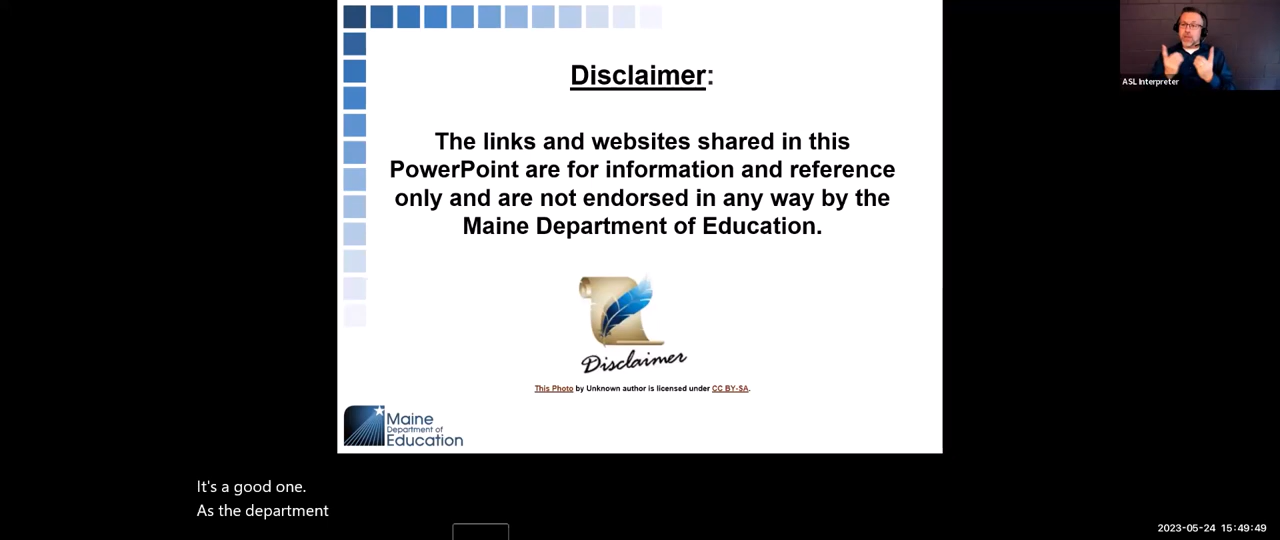 Disclaimer:
The links and websites shared in this
PowerPoint are for information and reference
only and are not endorsed in any way by the
Maine Department of Education.
Disclaimer
This Photo by Unknown author is licensed under CC BY-SA.
Maine
Department of
Education
ASL Interpreter
It's a good one.
As the department
2023-05-24 15:49:49